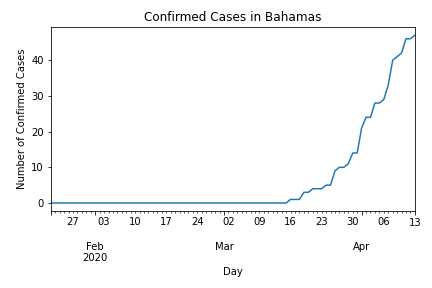 Confirmed Cases in Bahamas
Number of Confirmed Cases
40
30
20
10
0
27 03 10 17 24 02 09 16 23 30 06 13
Feb Mar Apr
2020
Day